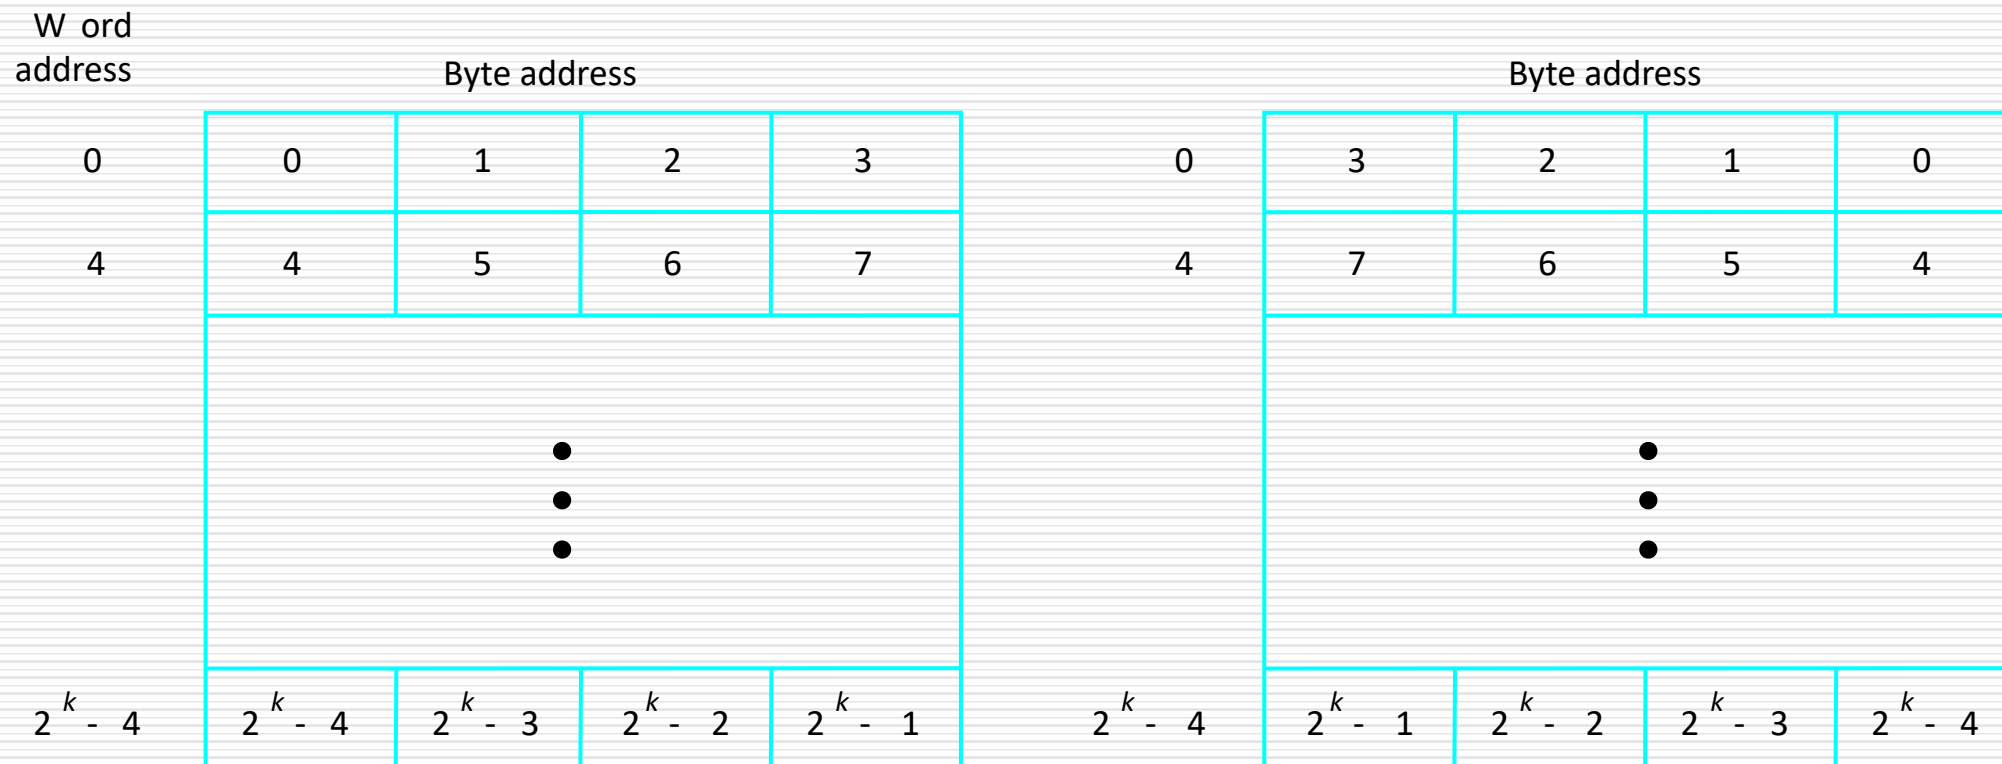 W ord
address
Byte address
Byte address
0 0 1 2 3 0 3 2 1 0
4 4 5 6 7 4 7 6 5 4
2^k - 4 2^k - 4 2^k - 3 2^k - 2 2^k - 1 2^k - 4 2^k - 1 2^k - 2 2^k - 3 2^k - 4